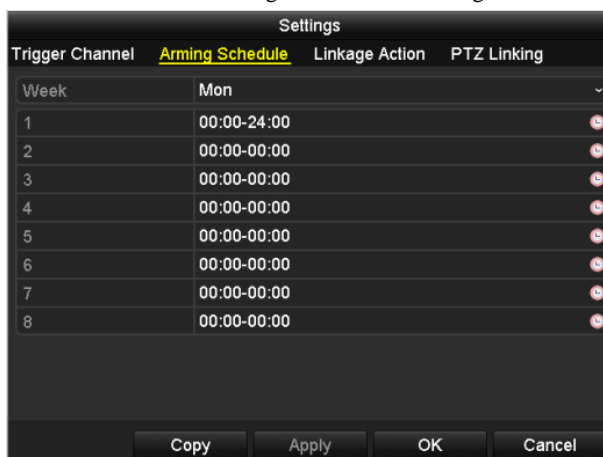 Settings
Trigger Channel Arming Schedule Linkage Action PTZ Linking
Week Mon
1 00:00-24:00
2 00:00-00:00
3 00:00-00:00
4 00:00-00:00
5 00:00-00:00
6 00:00-00:00
7 00:00-00:00
8 00:00-00:00
Copy Apply OK Cancel